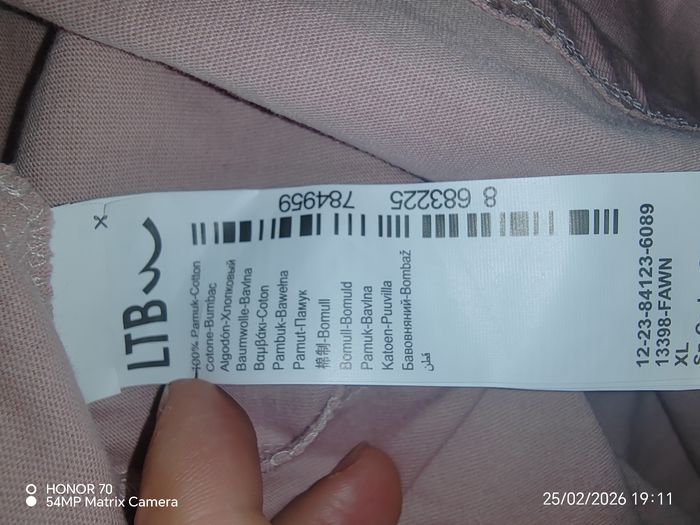 LTB
100% Pamuk-Cotton
Cotone-Bumbac
Algodón-Хлопковый
Baumwolle-Bavlna
Βαμβάκι-Coton
Pambuk-Bawełna
Pamut-Памук
棉制-Bomull
Bomull-Bomuld
Pamuk-Bavlna
Katoen-Puuvilla
Бавовняний-Bombaž
قطن
8 683225 784959
12-23-84123-6089
13398-FAWN
XL
HONOR 70
54MP Matrix Camera
25/02/2026 19:11